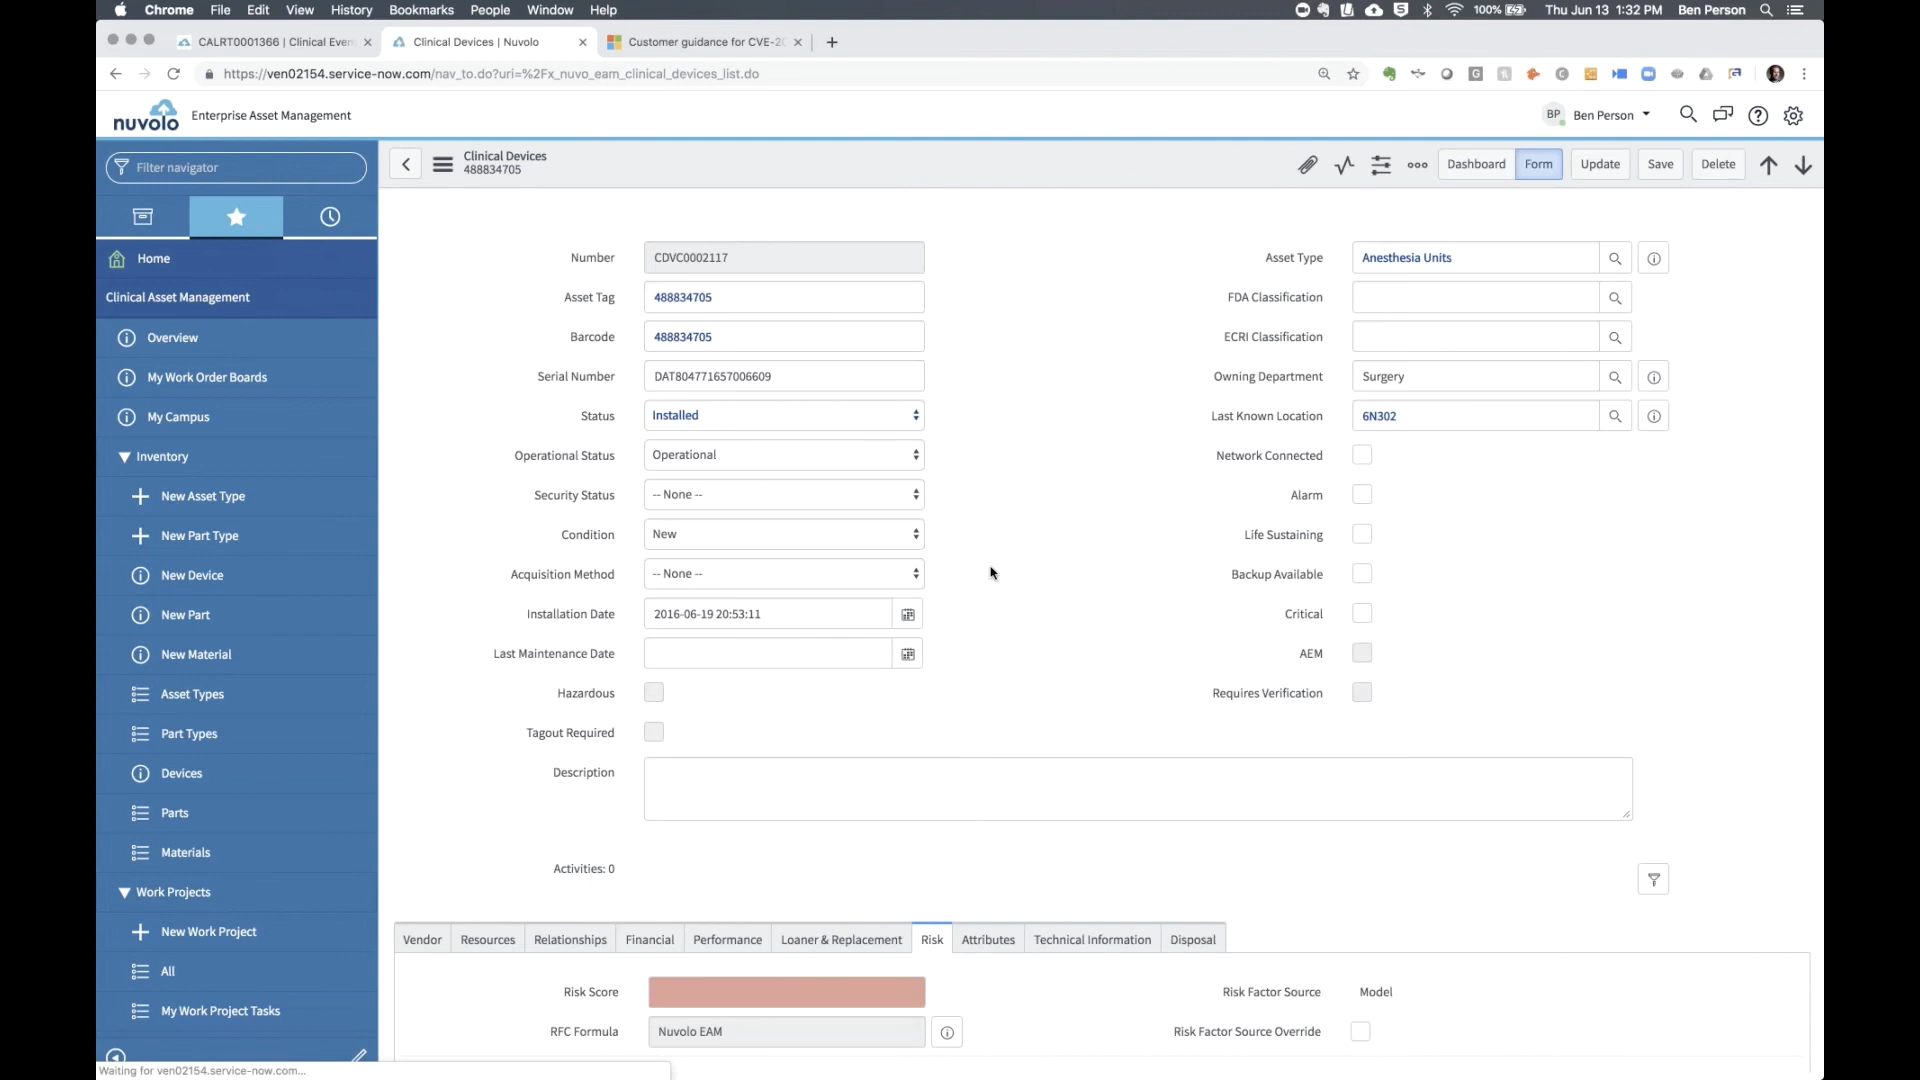 Chrome File Edit View History Bookmarks People Window Help 100% Thu Jun 13 1:32 PM Ben Person
CALRT0001366 | Clinical Even Clinical Devices | Nuvolo Customer guidance for CVE-20
https://ven02154.service-now.com/nav_to.do?uri=%2Fx_nuvo_eam_clinical_devices_list.do
nuvolo Enterprise Asset Management BP Ben Person
Filter navigator
Clinical Devices
488834705
Dashboard Form Update Save Delete
Home
Clinical Asset Management
Overview
My Work Order Boards
My Campus
Inventory
New Asset Type
New Part Type
New Device
New Part
New Material
Asset Types
Part Types
Devices
Parts
Materials
Work Projects
New Work Project
All
My Work Project Tasks
Number CDVC0002117
Asset Tag 488834705
Barcode 488834705
Serial Number DAT804771657006609
Status Installed
Operational Status Operational
Security Status -- None --
Condition New
Acquisition Method -- None --
Installation Date 2016-06-19 20:53:11
Last Maintenance Date
Hazardous
Tagout Required
Description
Asset Type Anesthesia Units
FDA Classification
ECRI Classification
Owning Department Surgery
Last Known Location 6N302
Network Connected
Alarm
Life Sustaining
Backup Available
Critical
AEM
Requires Verification
Activities: 0
Vendor Resources Relationships Financial Performance Loaner & Replacement Risk Attributes Technical Information Disposal
Risk Score
RFC Formula Nuvolo EAM
Risk Factor Source Model
Risk Factor Source Override
Waiting for ven02154.service-now.com...